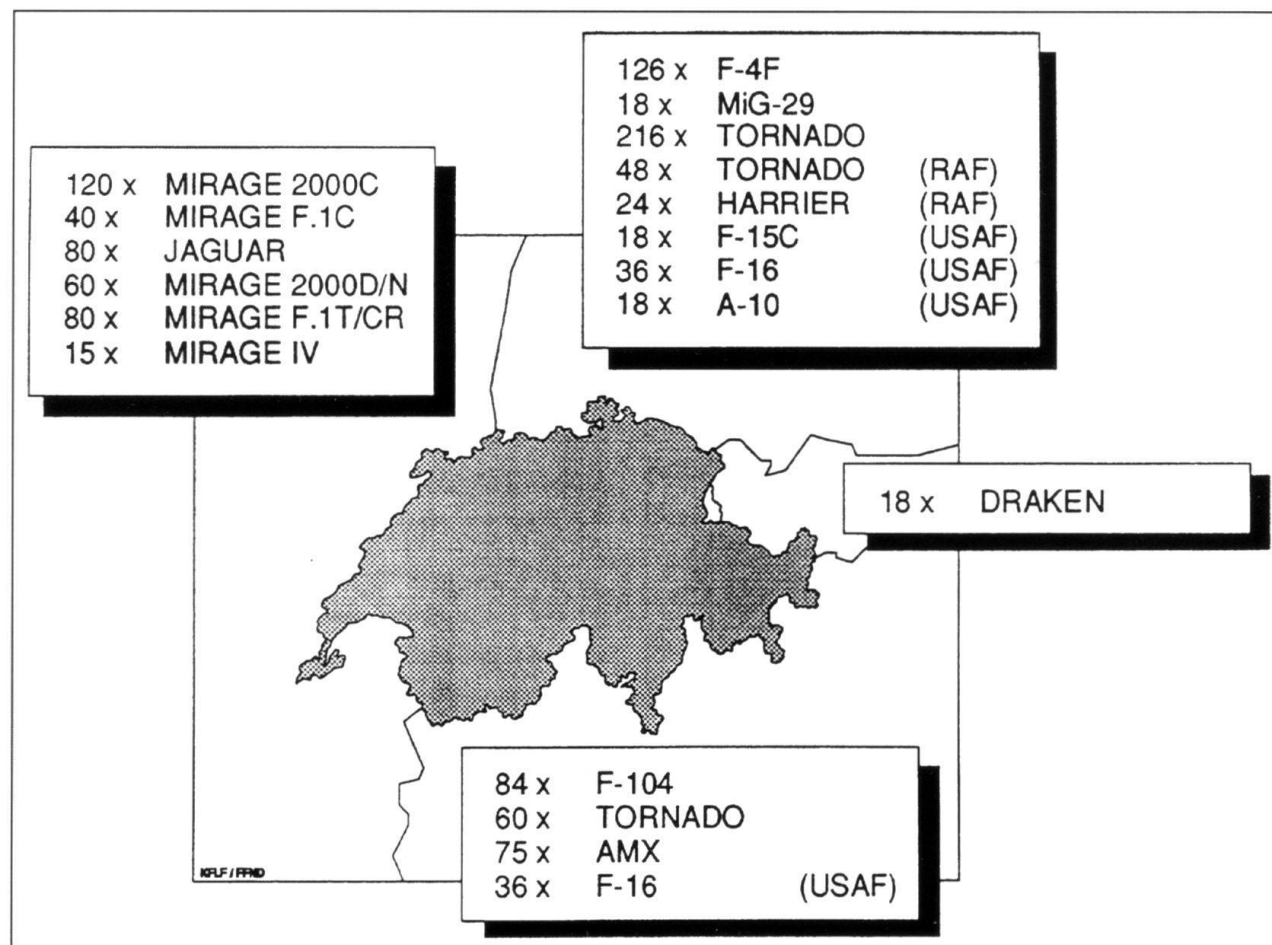 126 x F-4F
18 x MiG-29
216 x TORNADO
48 x TORNADO (RAF)
24 x HARRIER (RAF)
18 x F-15C (USAF)
36 x F-16 (USAF)
18 x A-10 (USAF)
120 x MIRAGE 2000C
40 x MIRAGE F.1C
80 x JAGUAR
60 x MIRAGE 2000D/N
80 x MIRAGE F.1T/CR
15 x MIRAGE IV
18 x DRAKEN
84 x F-104
60 x TORNADO
75 x AMX
36 x F-16 (USAF)